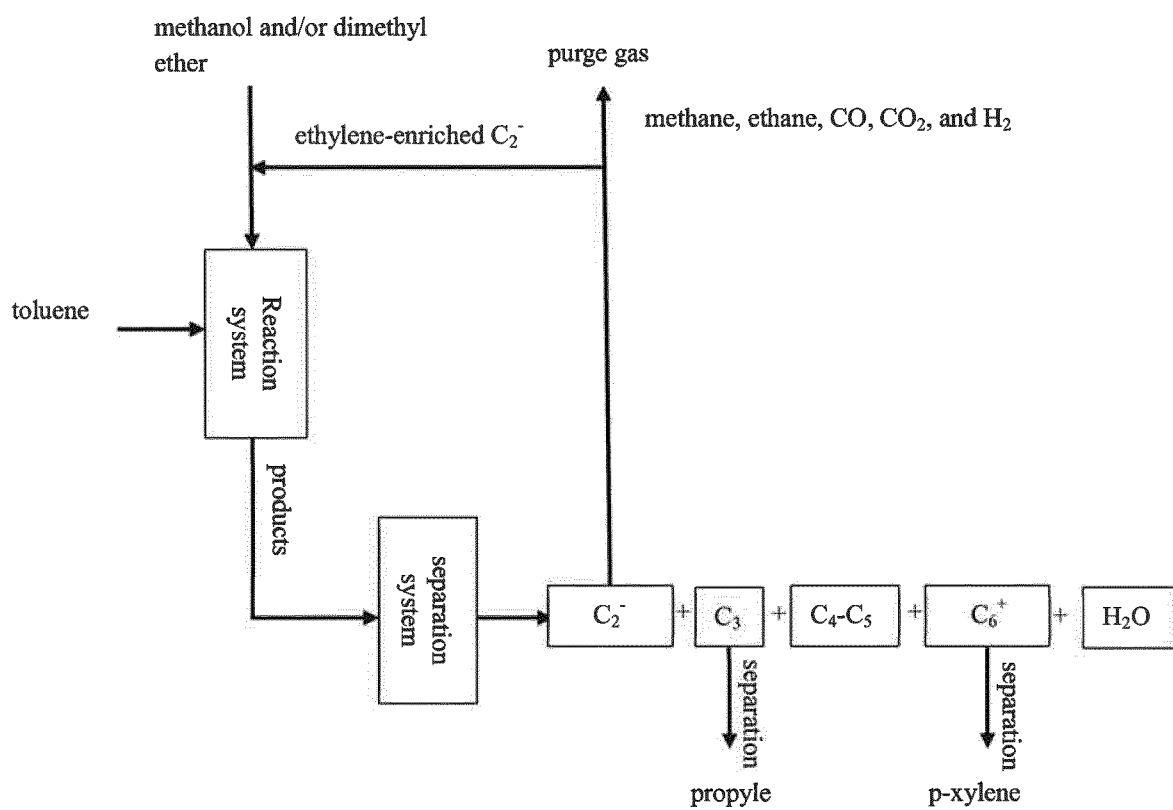 methanol and/or dimethyl
ether
purge gas
methane, ethane, CO, CO₂, and H₂
ethylene-enriched C₂⁻
toluene
Reaction
system
products
separation
system
C₂⁻ + C₃ + C₄-C₅ + C₆⁺ + H₂O
separation
separation
propyle
p-xylene